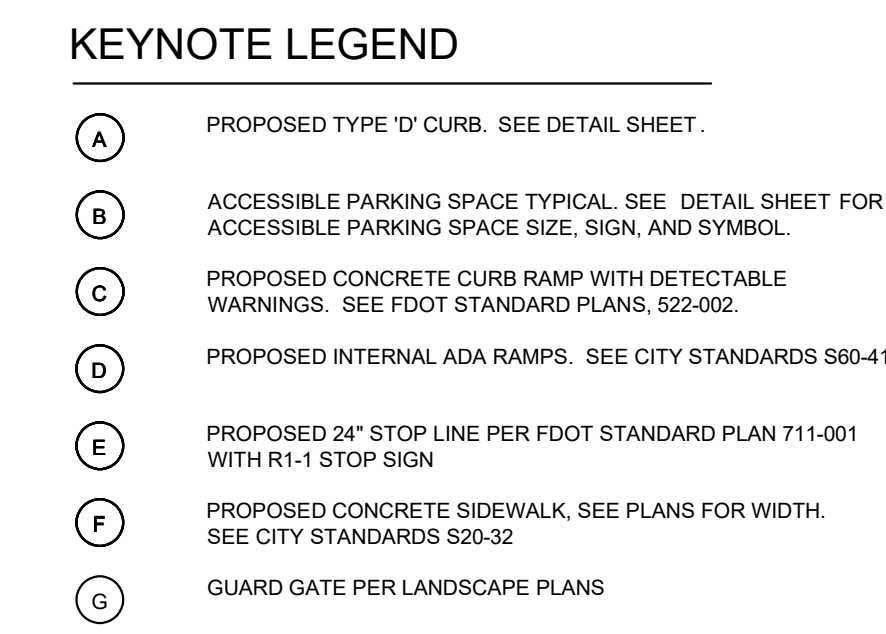 KEYNOTE LEGEND
A PROPOSED TYPE 'D' CURB. SEE DETAIL SHEET.
B ACCESSIBLE PARKING SPACE TYPICAL. SEE DETAIL SHEET FOR
ACCESSIBLE PARKING SPACE SIZE, SIGN, AND SYMBOL.
C PROPOSED CONCRETE CURB RAMP WITH DETECTABLE
WARNINGS. SEE FDOT STANDARD PLANS, 522-002.
D PROPOSED INTERNAL ADA RAMPS. SEE CITY STANDARDS S60-41
E PROPOSED 24" STOP LINE PER FDOT STANDARD PLAN 711-001
WITH R1-1 STOP SIGN
F PROPOSED CONCRETE SIDEWALK, SEE PLANS FOR WIDTH.
SEE CITY STANDARDS S20-32
G GUARD GATE PER LANDSCAPE PLANS